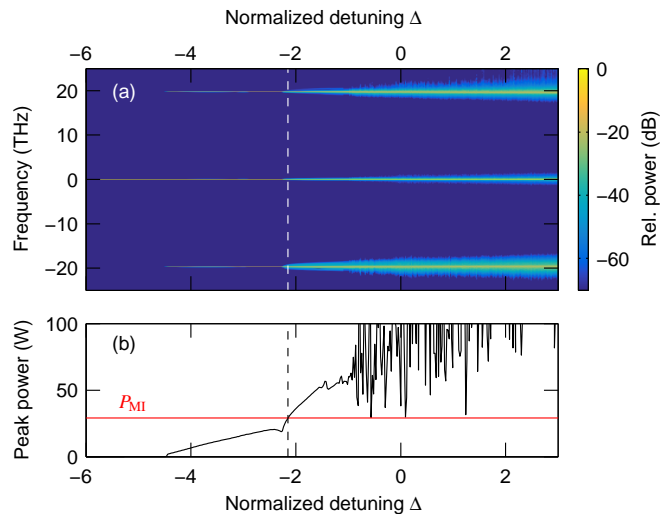 Normalized detuning Δ
−6 −4 −2 0 2
(a)
Frequency (THz)
20
10
0
−10
−20
0
−20
−40
−60
Rel. power (dB)
(b)
Peak power (W)
100
50
0
P_MI
−6 −4 −2 0 2
Normalized detuning Δ